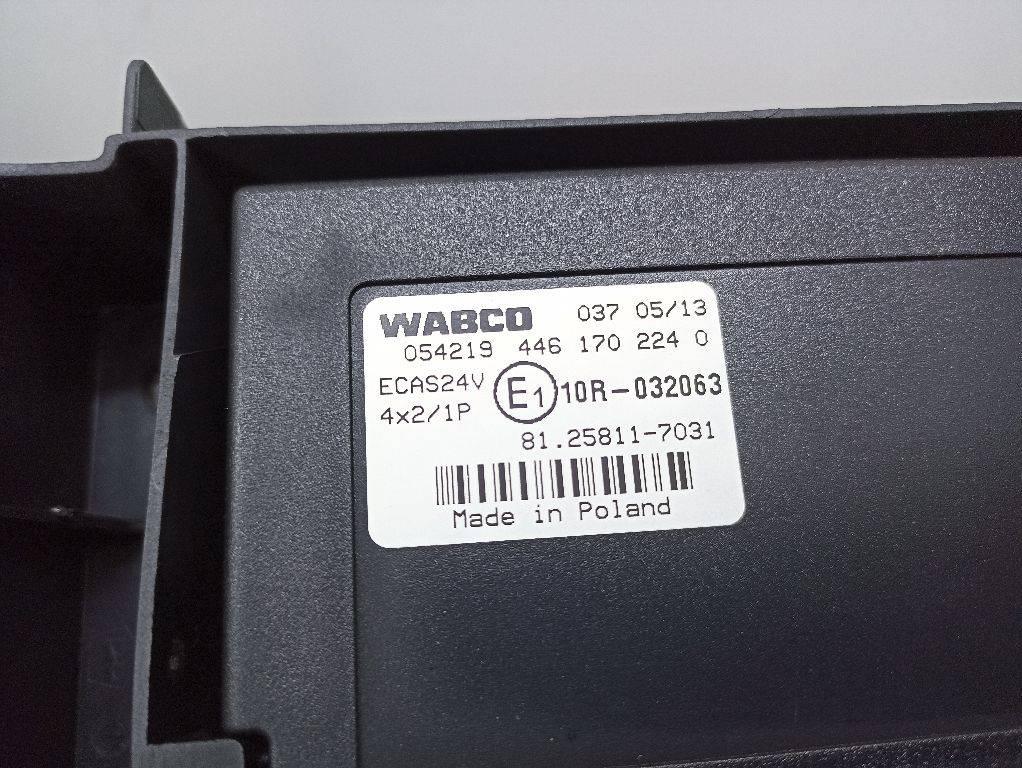 WABCO 037 05/13
054219 446 170 224 0
ECAS24V E1 10R-032063
4x2/1P
81.25811-7031
Made in Poland